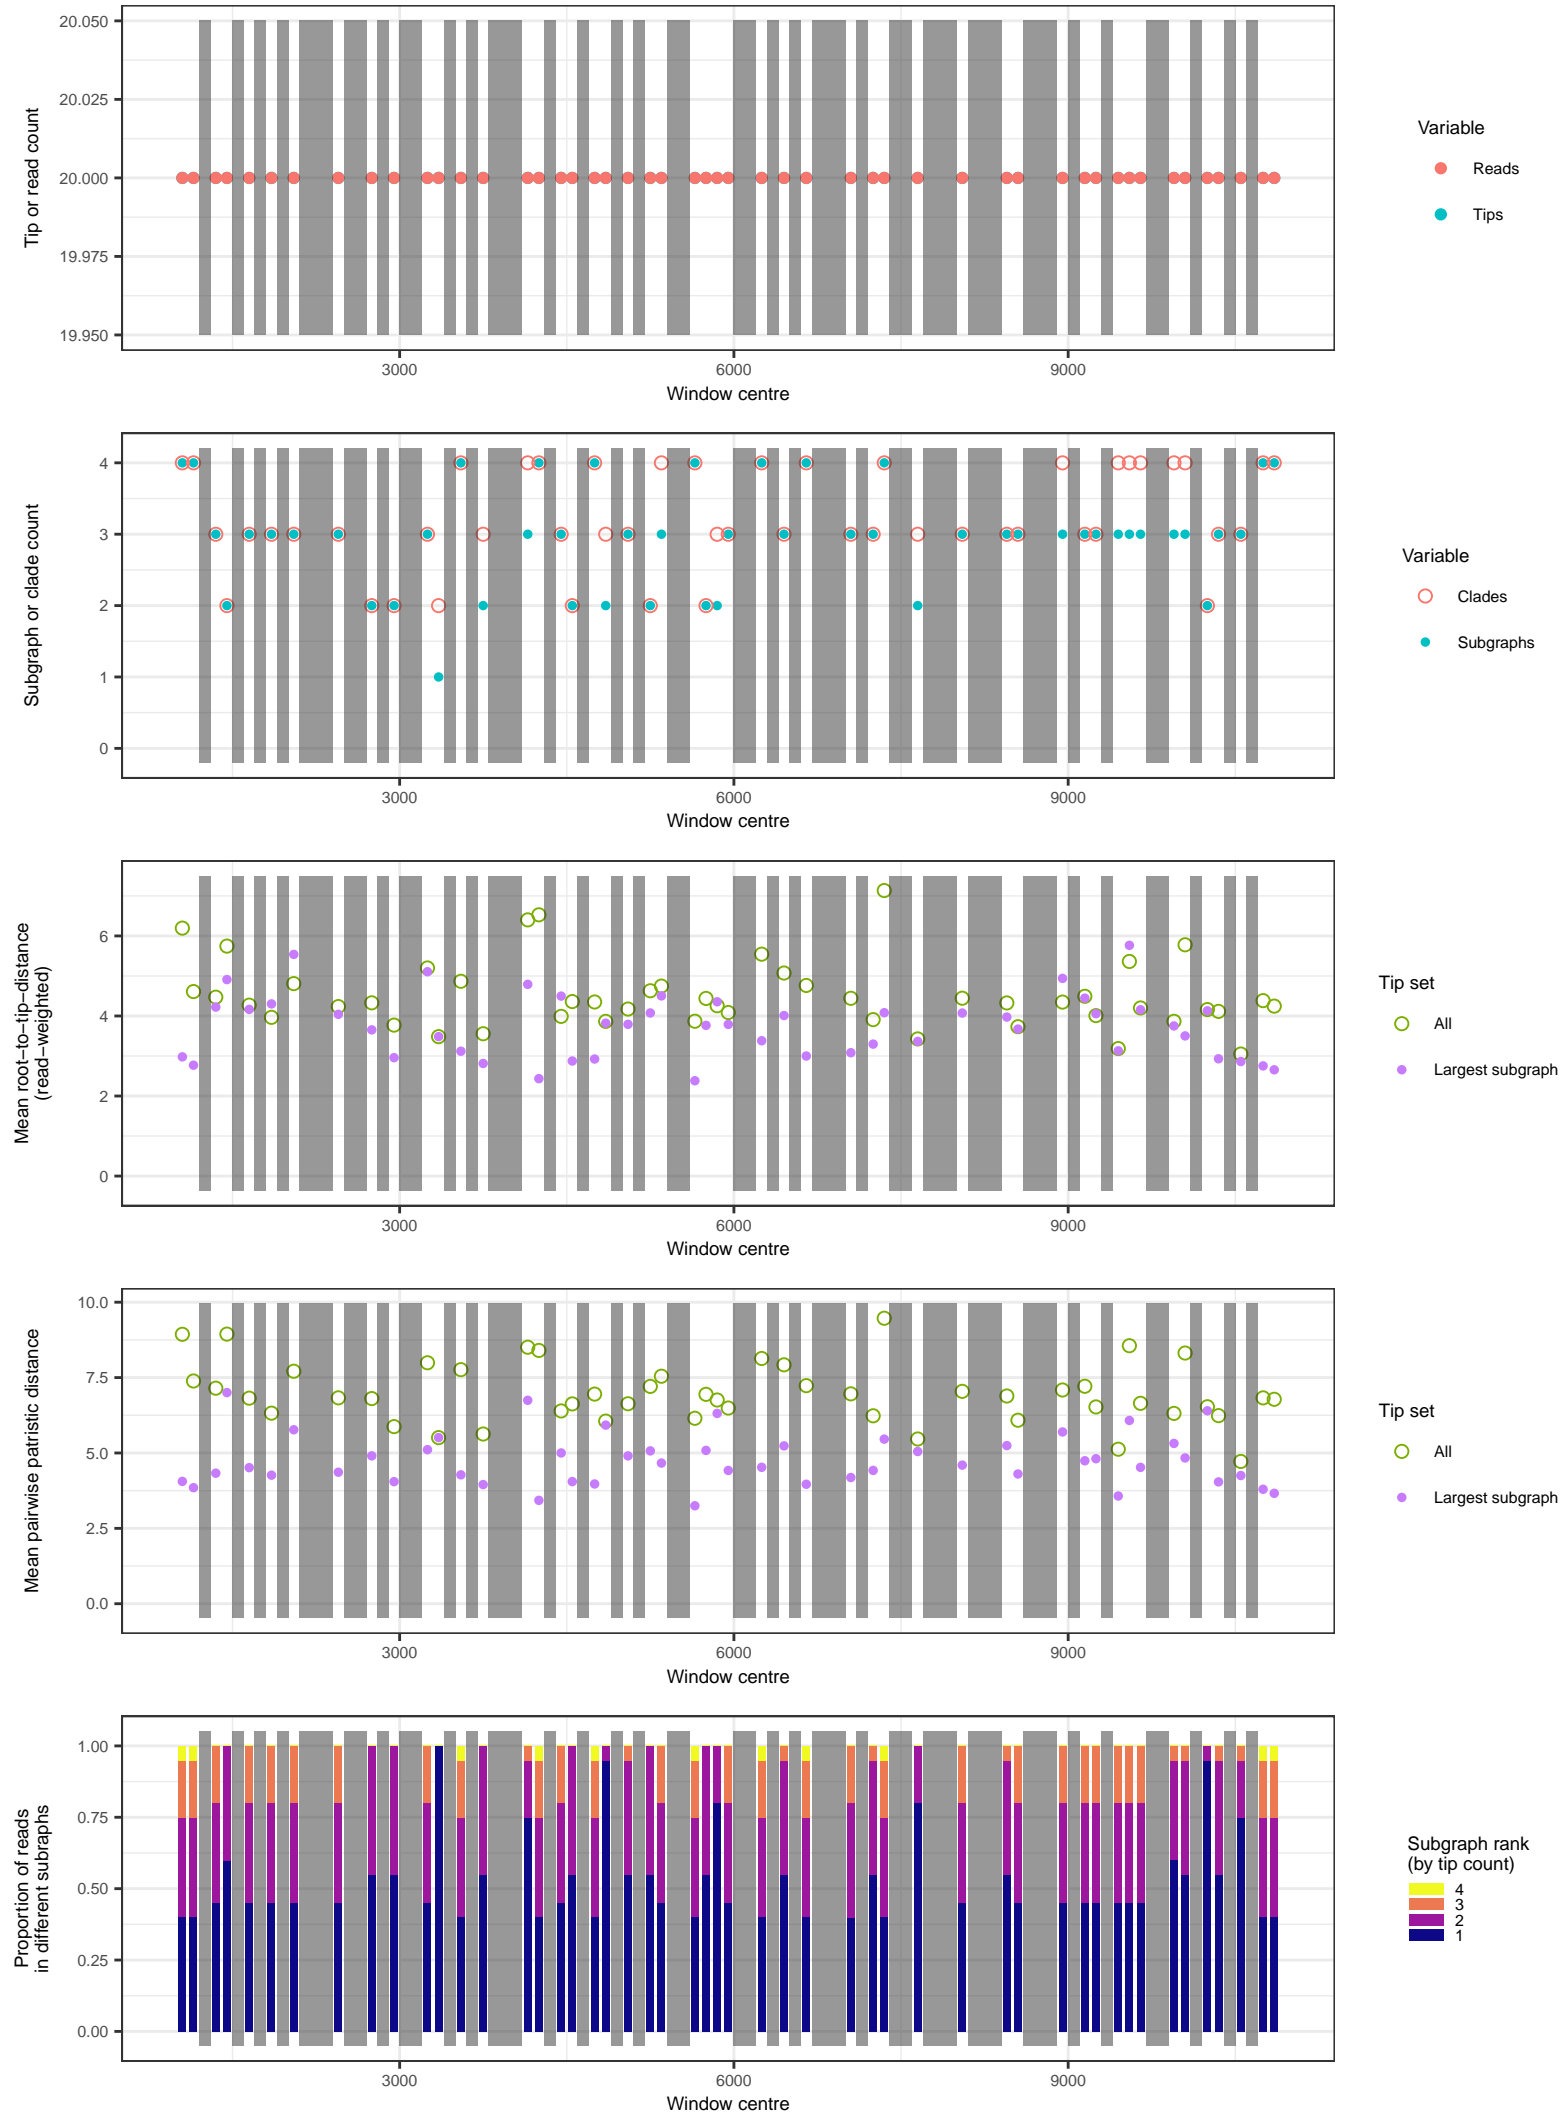 20.050
20.025
20.000
19.975
19.950
Tip or read count
3000
6000
9000
Window centre
Variable
Reads
Tips
4
3
2
1
0
Subgraph or clade count
3000
6000
9000
Window centre
Variable
Clades
Subgraphs
6
4
2
0
Mean root−to−tip−distance
(read−weighted)
3000
6000
9000
Window centre
Tip set
All
Largest subgraph
10.0
7.5
5.0
2.5
0.0
Mean pairwise patristic distance
3000
6000
9000
Window centre
Tip set
All
Largest subgraph
1.00
0.75
0.50
0.25
0.00
Proportion of reads
in different subraphs
3000
6000
9000
Window centre
Subgraph rank
(by tip count)
4
3
2
1